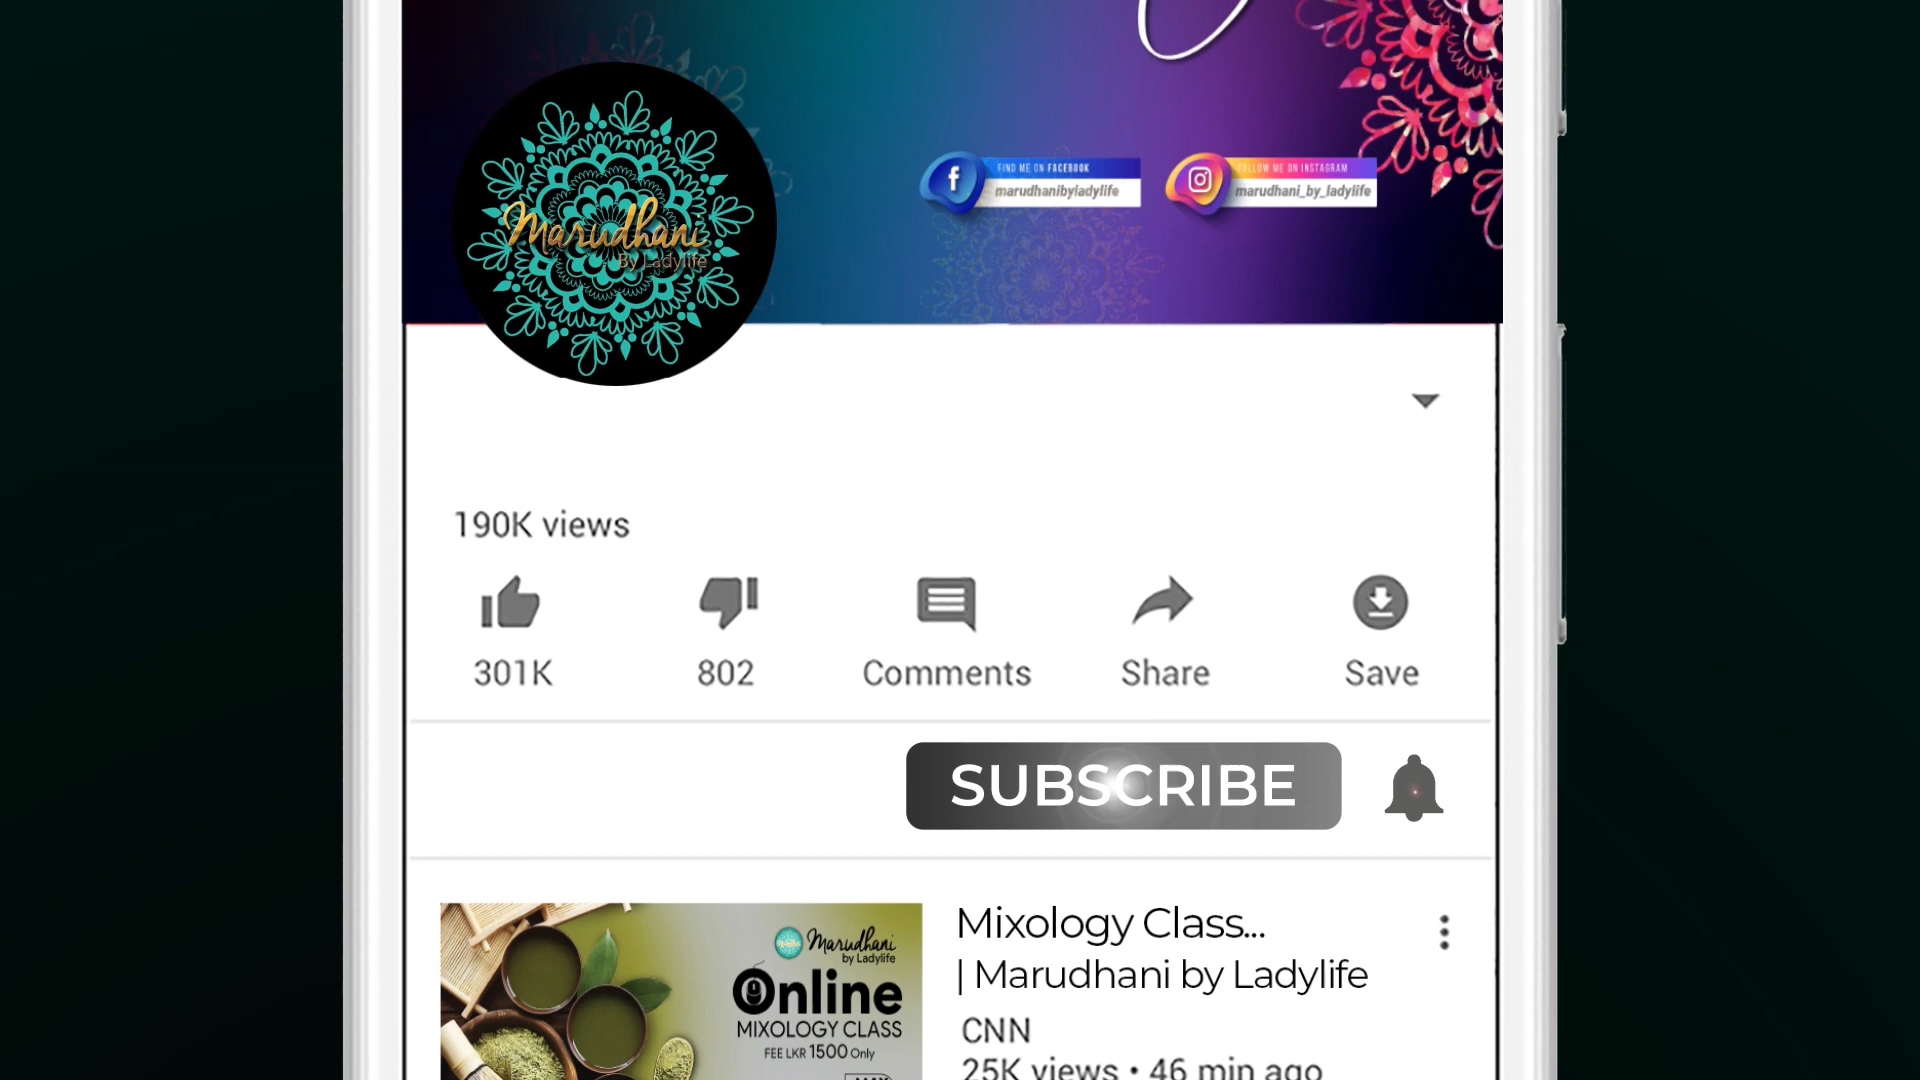 FIND ME ON FACEBOOK
marudhanibyladylife
FOLLOW ME ON INSTAGRAM
marudhani_by_ladylife
Marudhani
By Ladylife
190K views
301K
802
Comments
Share
Save
SUBSCRIBE
Mixology Class...
| Marudhani by Ladylife
CNN
25K views • 46 min ago
Marudhani
by Ladylife
Online
MIXOLOGY CLASS
FEE LKR 1500 Only